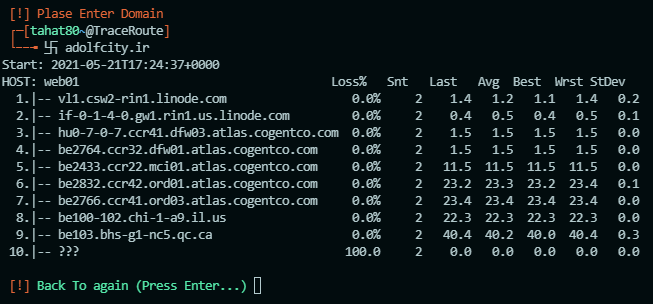 [!] Plase Enter Domain
┌─[tahat80~@TraceRoute]
└──╼ 卐 adolfcity.ir
Start: 2021-05-21T17:24:37+0000
HOST: web01 Loss% Snt Last Avg Best Wrst StDev
1.|-- vl1.csw2-rin1.linode.com 0.0% 2 1.4 1.2 1.1 1.4 0.2
2.|-- if-0-1-4-0.gw1.rin1.us.linode.com 0.0% 2 0.4 0.5 0.4 0.5 0.1
3.|-- hu0-7-0-7.ccr41.dfw03.atlas.cogentco.com 0.0% 2 1.5 1.5 1.5 1.5 0.0
4.|-- be2764.ccr32.dfw01.atlas.cogentco.com 0.0% 2 1.5 1.5 1.5 1.5 0.0
5.|-- be2433.ccr22.mci01.atlas.cogentco.com 0.0% 2 11.5 11.5 11.5 11.5 0.0
6.|-- be2832.ccr42.ord01.atlas.cogentco.com 0.0% 2 23.2 23.3 23.2 23.4 0.1
7.|-- be2766.ccr41.ord03.atlas.cogentco.com 0.0% 2 23.4 23.4 23.4 23.4 0.0
8.|-- be100-102.chi-1-a9.il.us 0.0% 2 22.3 22.3 22.3 22.3 0.0
9.|-- be103.bhs-g1-nc5.qc.ca 0.0% 2 40.4 40.2 40.0 40.4 0.3
10.|-- ??? 100.0 2 0.0 0.0 0.0 0.0 0.0
[!] Back To again (Press Enter...)